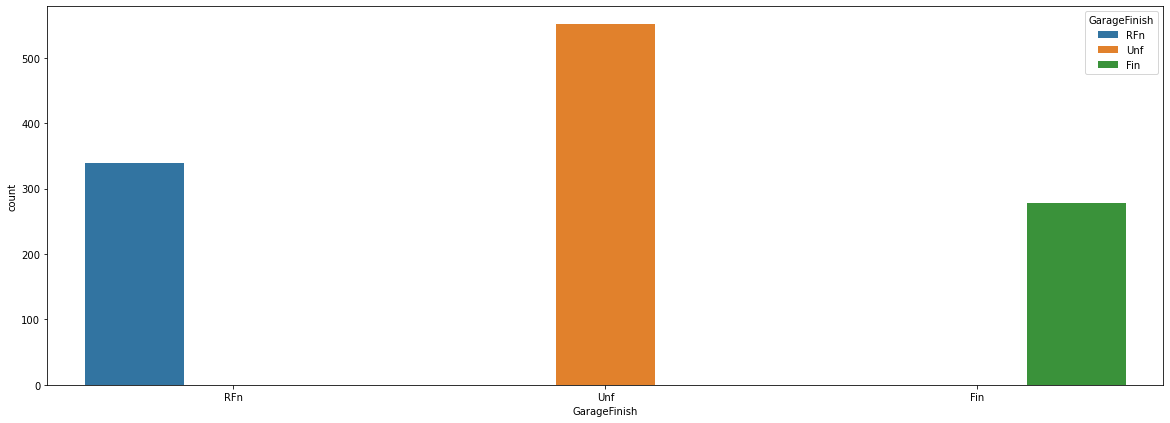 GarageFinish
RFn
Unf
Fin
500
400
300
200
100
0
count
RFn Unf Fin
GarageFinish